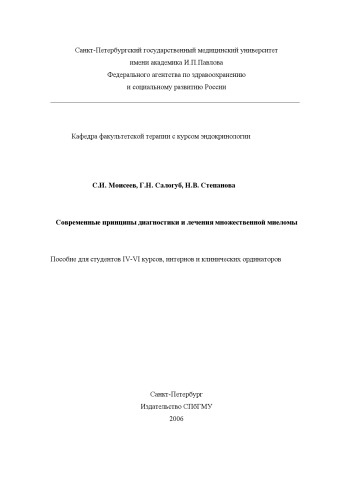 Санкт-Петербургский государственный медицинский университет
имени академика И.П.Павлова
Федерального агентства по здравоохранению
и социальному развитию России
Кафедра факультетской терапии с курсом эндокринологии
С.И. Моисеев, Г.Н. Салогуб, Н.В. Степанова
Современные принципы диагностики и лечения множественной миеломы
Пособие для студентов IV-VI курсов, интернов и клинических ординаторов
Санкт-Петербург
Издательство СПбГМУ
2006